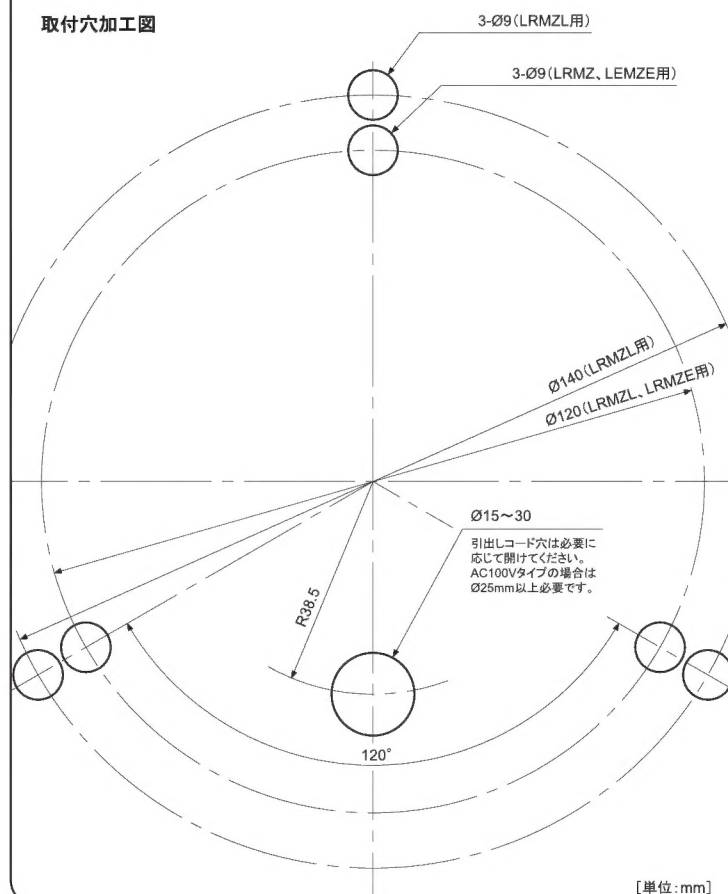 取付穴加工図
3-Ø9(LRMZL用)
3-Ø9(LRMZ、LEMZE用)
Ø140(LRMZL用)
Ø120(LRMZL、LRMZE用)
Ø15〜30
引出しコード穴は必要に
応じて開けてください。
AC100Vタイプの場合は
Ø25mm以上必要です。
R38.5
120°
[単位:mm]